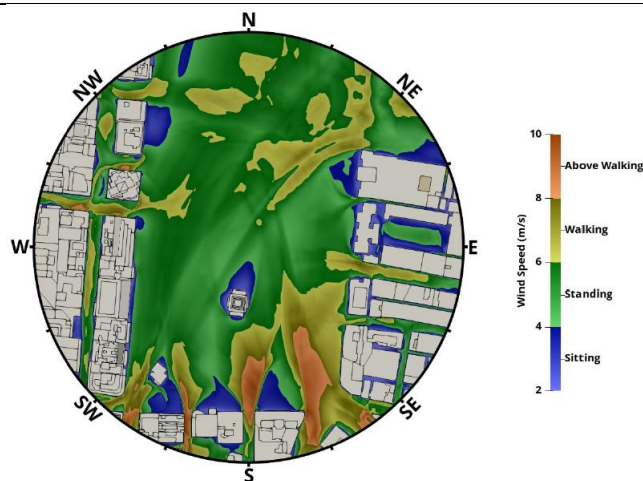 N
NW
NE
W
E
SW
SE
S
Wind Speed (m/s)
10
8
6
4
2
Above Walking
Walking
Standing
Sitting